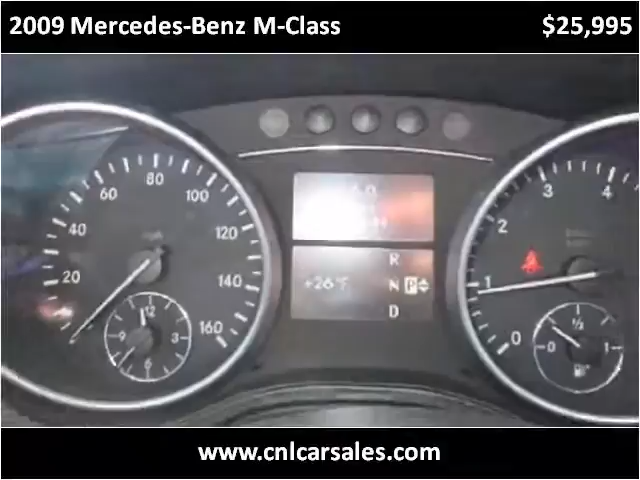 2009 Mercedes-Benz M-Class $25,995
20 40 60 80 100 120 140 160
12 3 6 9
+26°F
R
N P
D
0 1 2 3 4
0 ½ 1
www.cnlcarsales.com